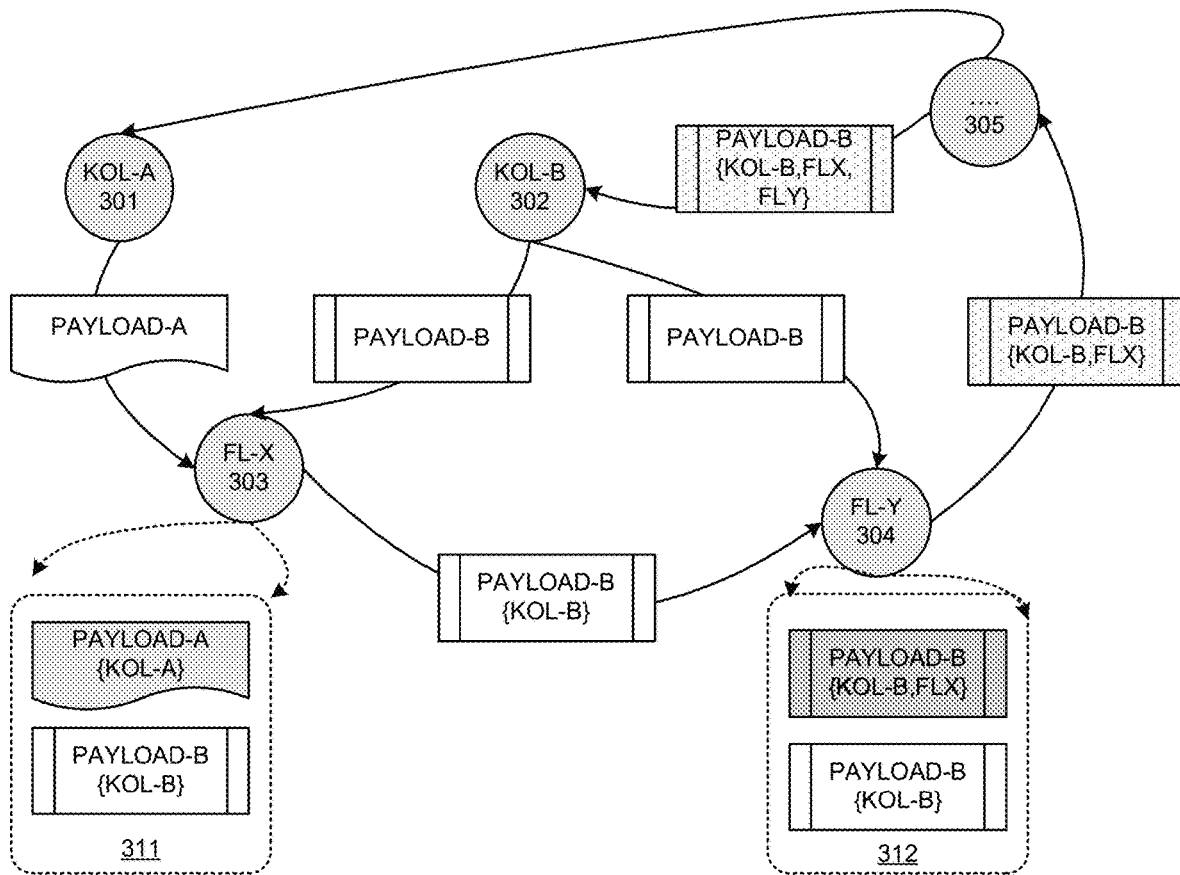 ....
305
PAYLOAD-B
{KOL-B,FLX,
FLY}
KOL-A
301
KOL-B
302
PAYLOAD-A
PAYLOAD-B
PAYLOAD-B
PAYLOAD-B
{KOL-B,FLX}
FL-X
303
FL-Y
304
PAYLOAD-B
{KOL-B}
PAYLOAD-A
{KOL-A}
PAYLOAD-B
{KOL-B}
311
PAYLOAD-B
{KOL-B,FLX}
PAYLOAD-B
{KOL-B}
312